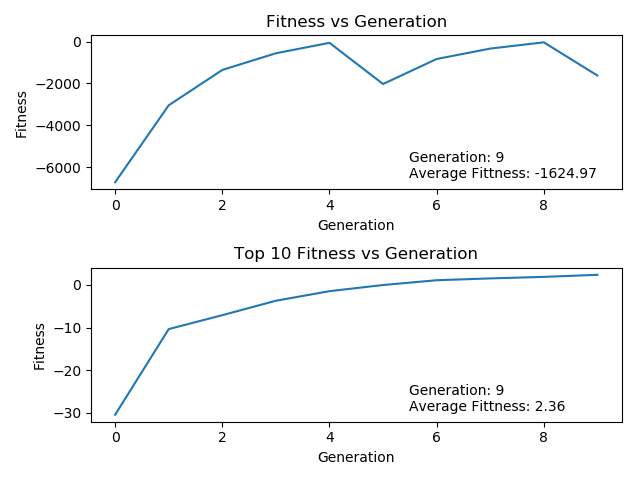 Fitness vs Generation
0
−2000
−4000
−6000
Fitness
Generation: 9
Average Fittness: -1624.97
0 2 4 6 8
Generation
Top 10 Fitness vs Generation
0
−10
−20
−30
Fitness
Generation: 9
Average Fittness: 2.36
0 2 4 6 8
Generation